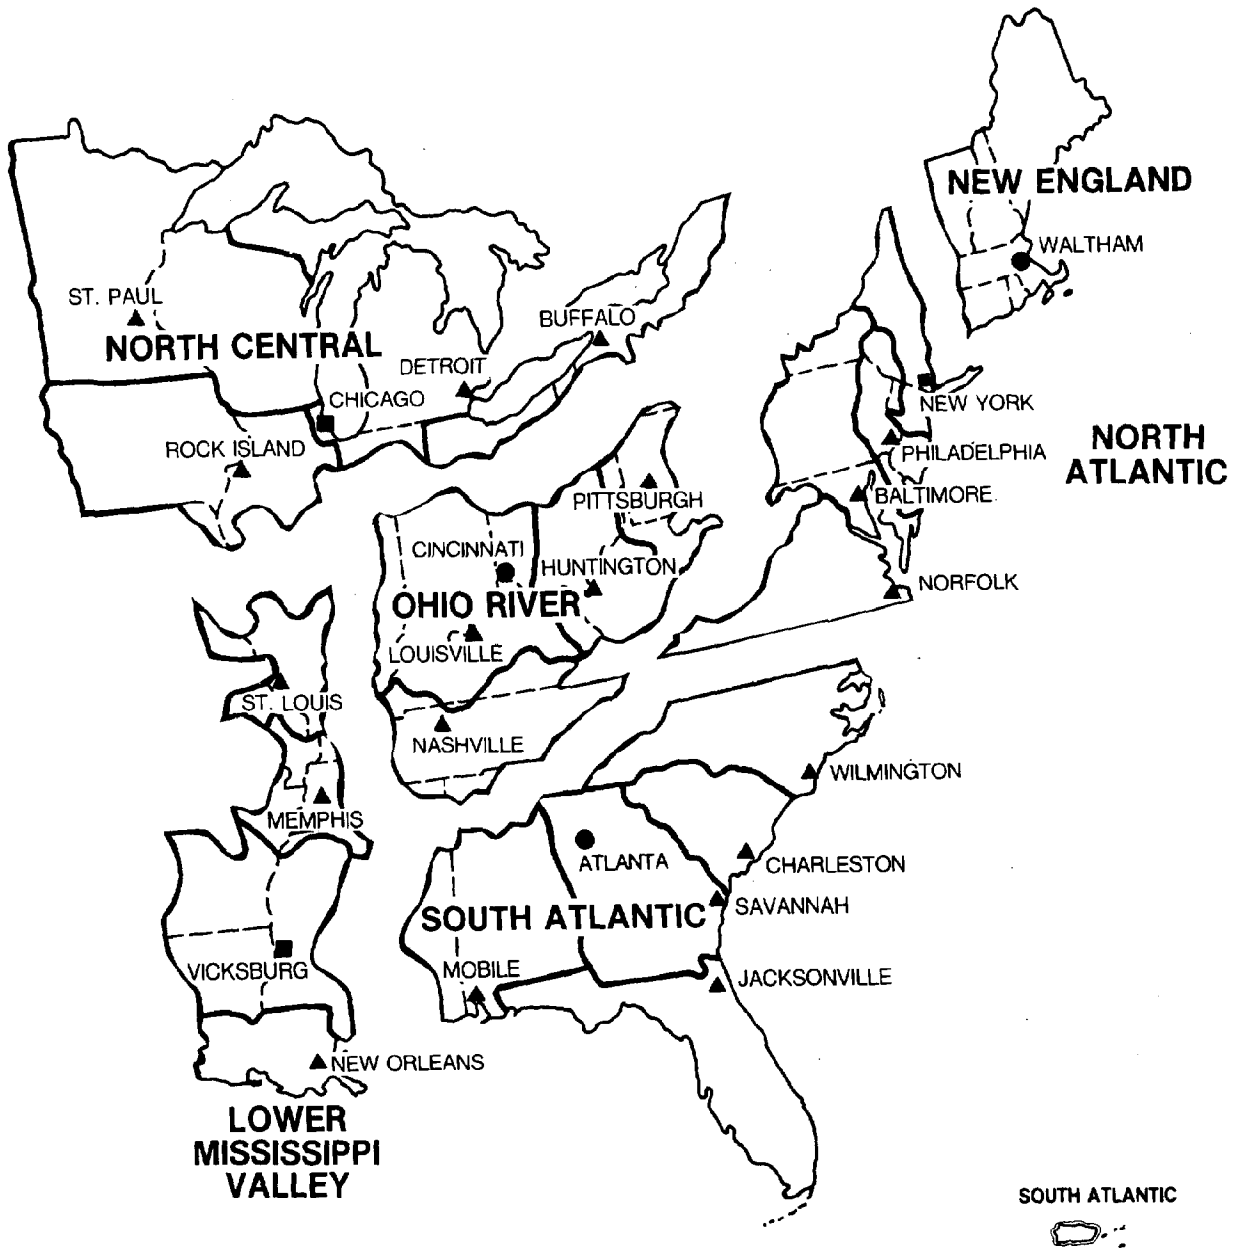 NEW ENGLAND
WALTHAM
ST. PAUL
BUFFALO
NORTH CENTRAL
DETROIT
CHICAGO
NEW YORK
ROCK ISLAND
PHILADELPHIA
NORTH
ATLANTIC
PITTSBURGH
BALTIMORE
CINCINNATI
HUNTINGTON
NORFOLK
OHIO RIVER
LOUISVILLE
ST. LOUIS
NASHVILLE
WILMINGTON
MEMPHIS
ATLANTA
CHARLESTON
SAVANNAH
SOUTH ATLANTIC
VICKSBURG
MOBILE
JACKSONVILLE
NEW ORLEANS
LOWER
MISSISSIPPI
VALLEY
SOUTH ATLANTIC